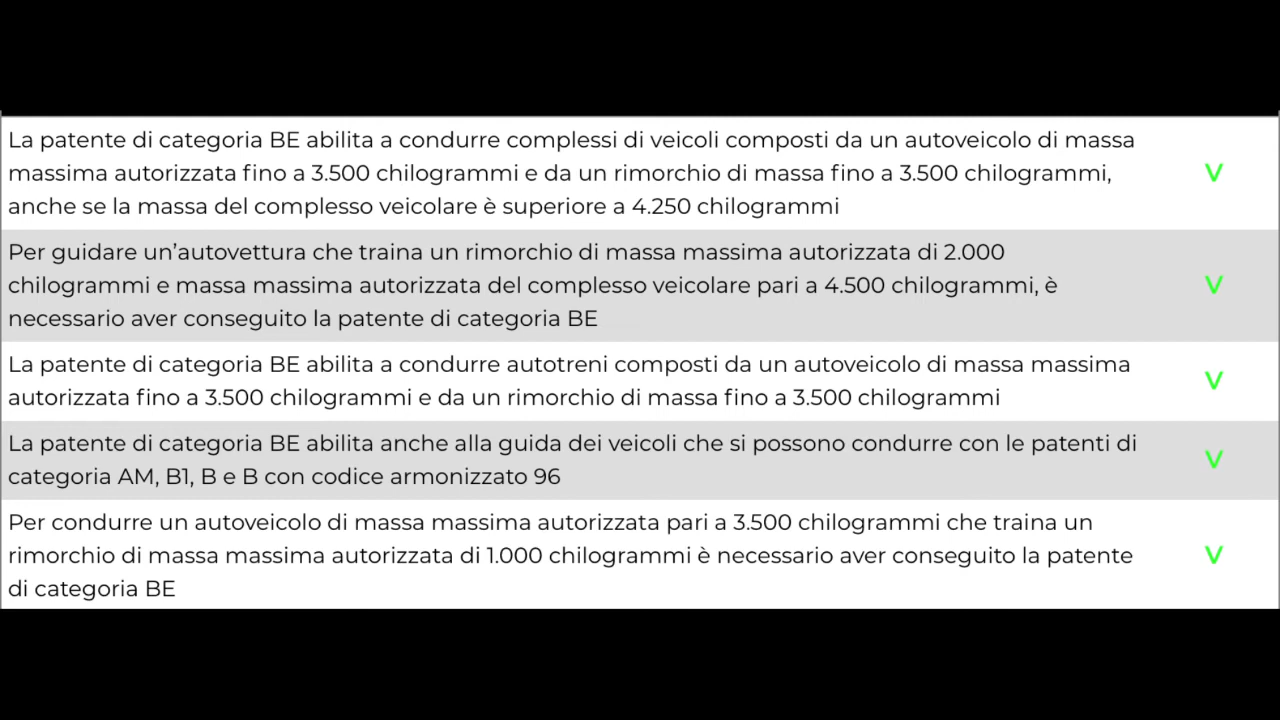 La patente di categoria BE abilita a condurre complessi di veicoli composti da un autoveicolo di massa
massima autorizzata fino a 3.500 chilogrammi e da un rimorchio di massa fino a 3.500 chilogrammi,
anche se la massa del complesso veicolare è superiore a 4.250 chilogrammi
V
Per guidare un’autovettura che traina un rimorchio di massa massima autorizzata di 2.000
chilogrammi e massa massima autorizzata del complesso veicolare pari a 4.500 chilogrammi, è
necessario aver conseguito la patente di categoria BE
V
La patente di categoria BE abilita a condurre autotreni composti da un autoveicolo di massa massima
autorizzata fino a 3.500 chilogrammi e da un rimorchio di massa fino a 3.500 chilogrammi
V
La patente di categoria BE abilita anche alla guida dei veicoli che si possono condurre con le patenti di
categoria AM, B1, B e B con codice armonizzato 96
V
Per condurre un autoveicolo di massa massima autorizzata pari a 3.500 chilogrammi che traina un
rimorchio di massa massima autorizzata di 1.000 chilogrammi è necessario aver conseguito la patente
di categoria BE
V